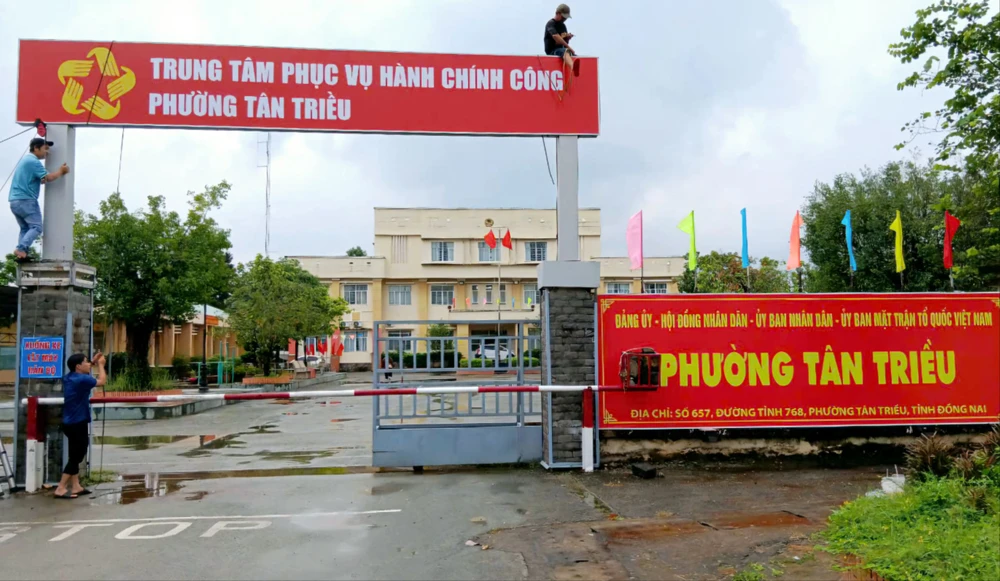 TRUNG TÂM PHỤC VỤ HÀNH CHÍNH CÔNG
PHƯỜNG TÂN TRIỀU
ĐẢNG ỦY - HỘI ĐỒNG NHÂN DÂN - ỦY BAN NHÂN DÂN - ỦY BAN MẶT TRẬN TỔ QUỐC VIỆT NAM
PHƯỜNG TÂN TRIỀU
ĐỊA CHỈ: SỐ 657, ĐƯỜNG TỈNH 768, PHƯỜNG TÂN TRIỀU, TỈNH ĐỒNG NAI
STOP